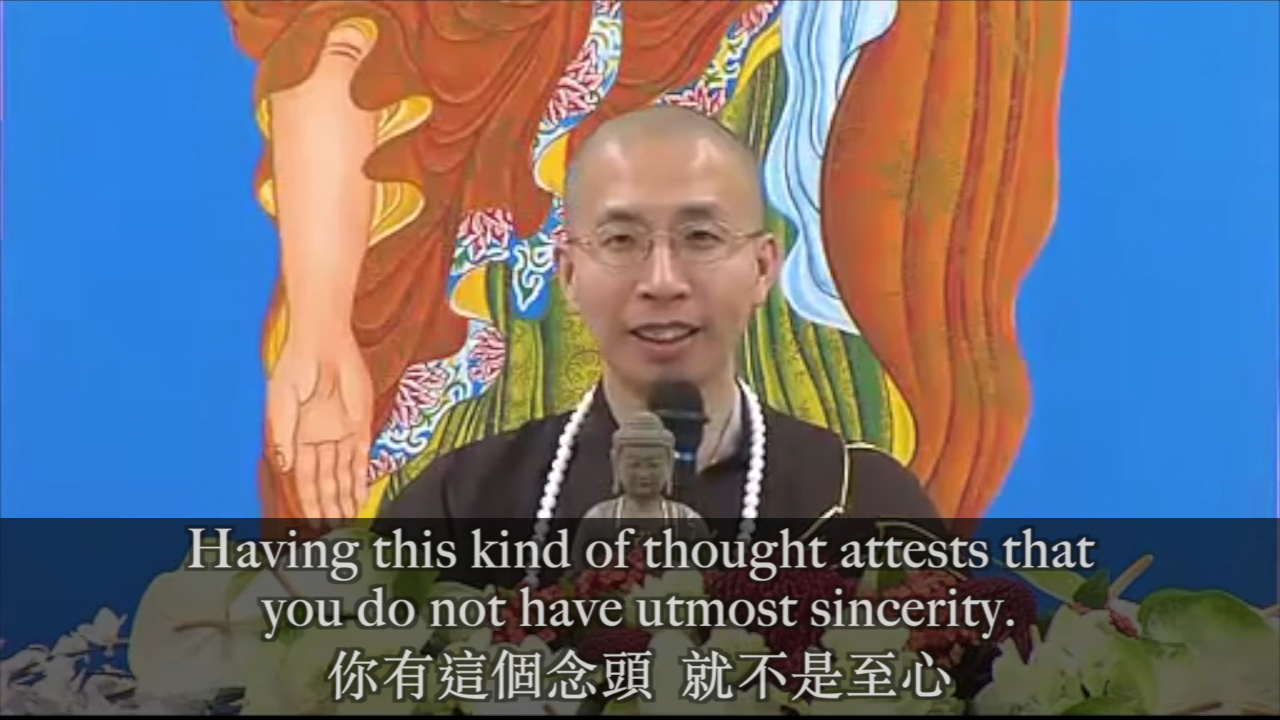 Having this kind of thought attests that
you do not have utmost sincerity.
你有這個念頭 就不是至心